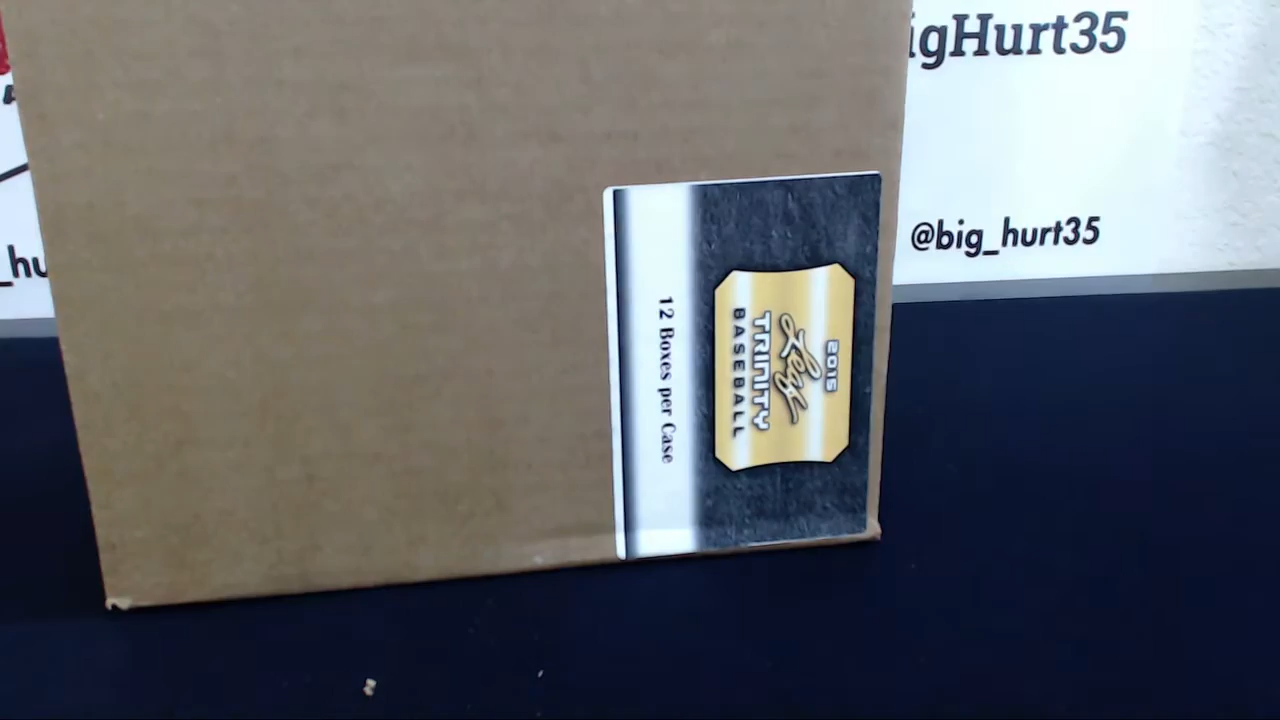 igHurt35
@big_hurt35
_hu
2015
Leaf
TRINITY
BASEBALL
12 Boxes per Case